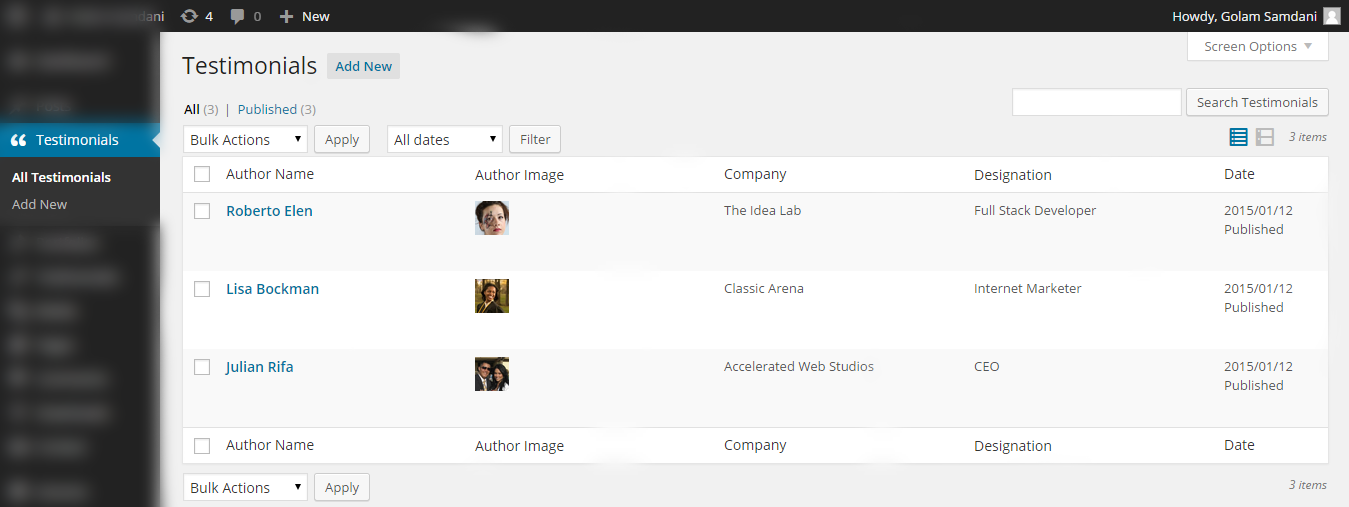 4 0 New Howdy, Golam Samdani
Screen Options
Testimonials Add New
All (3) | Published (3)
Search Testimonials
Bulk Actions Apply All dates Filter 3 items
Testimonials
All Testimonials
Add New
Author Name Author Image Company Designation Date
Roberto Elen The Idea Lab Full Stack Developer 2015/01/12
Published
Lisa Bockman Classic Arena Internet Marketer 2015/01/12
Published
Julian Rifa Accelerated Web Studios CEO 2015/01/12
Published
Author Name Author Image Company Designation Date
Bulk Actions Apply 3 items